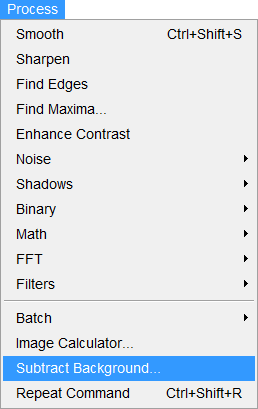 Process
Smooth Ctrl+Shift+S
Sharpen
Find Edges
Find Maxima...
Enhance Contrast
Noise
Shadows
Binary
Math
FFT
Filters
Batch
Image Calculator...
Subtract Background...
Repeat Command Ctrl+Shift+R